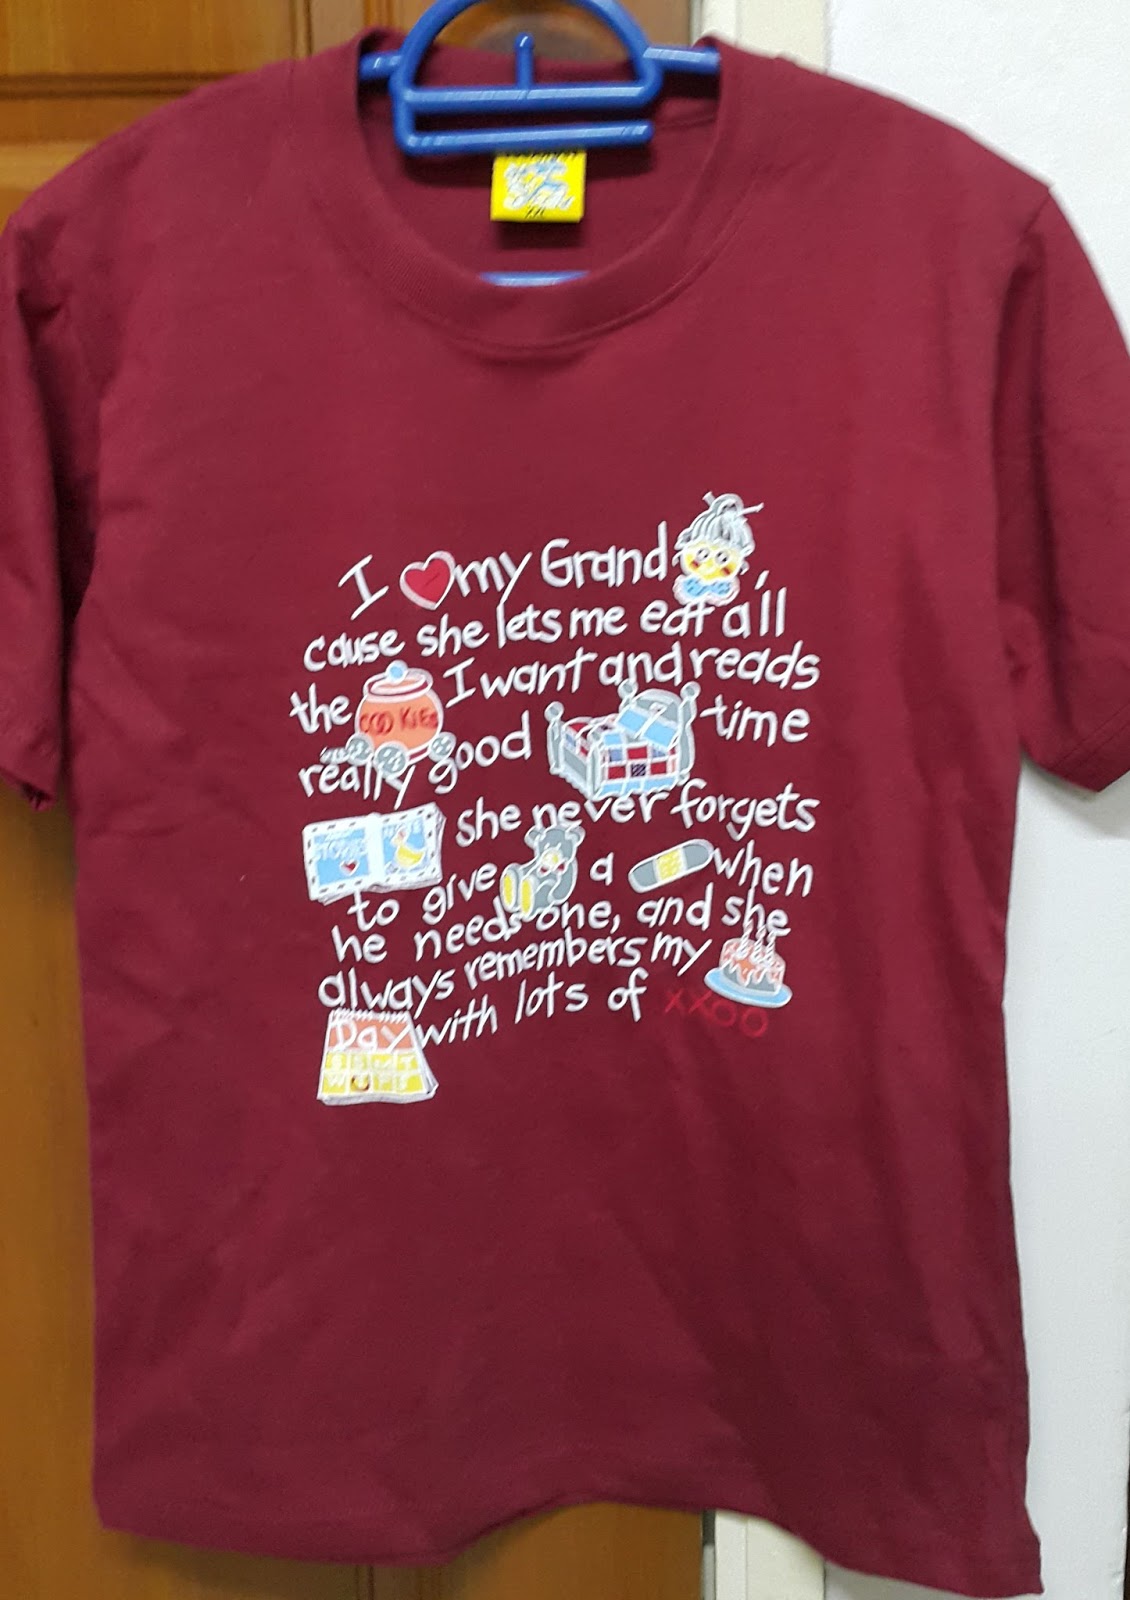 I my Grand ,
cause she lets me eat all
the COOKIES I want and reads
really good time
STORIES she never forgets
to give a when
he needs one, and she
always remembers my
Day with lots of XXOO
S S M T
W F